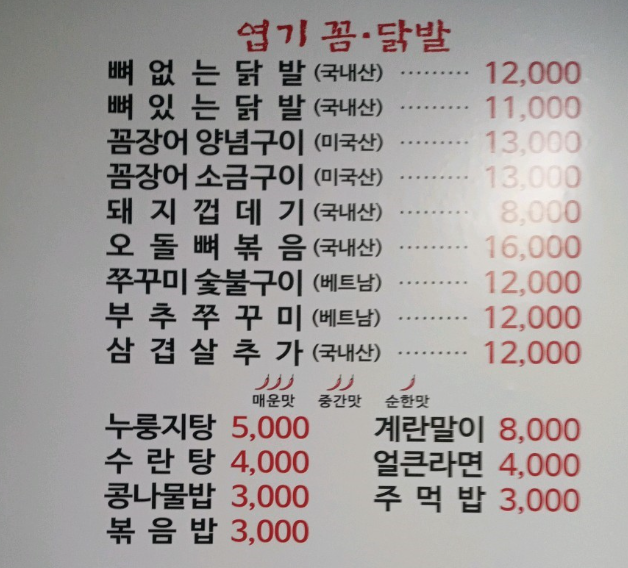 엽기 꼼·닭발
뼈 없 는 닭 발 (국내산) ········· 12,000
뼈 있 는 닭 발 (국내산) ········· 11,000
꼼장어 양념구이 (미국산) ········· 13,000
꼼장어 소금구이 (미국산) ········· 13,000
돼 지 껍 데 기 (국내산) ········· 8,000
오 돌 뼈 볶 음 (국내산) ········· 16,000
쭈꾸미 숯불구이 (베트남) ········· 12,000
부 추 쭈 꾸 미 (베트남) ········· 12,000
삼 겹 살 추 가 (국내산) ········· 12,000
매운맛 중간맛 순한맛
누룽지탕 5,000 계란말이 8,000
수 란 탕 4,000 얼큰라면 4,000
콩나물밥 3,000 주 먹 밥 3,000
볶 음 밥 3,000